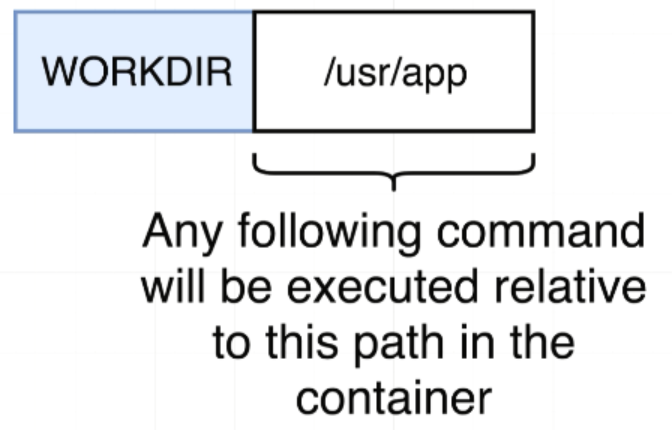 WORKDIR /usr/app
Any following command
will be executed relative
to this path in the
container